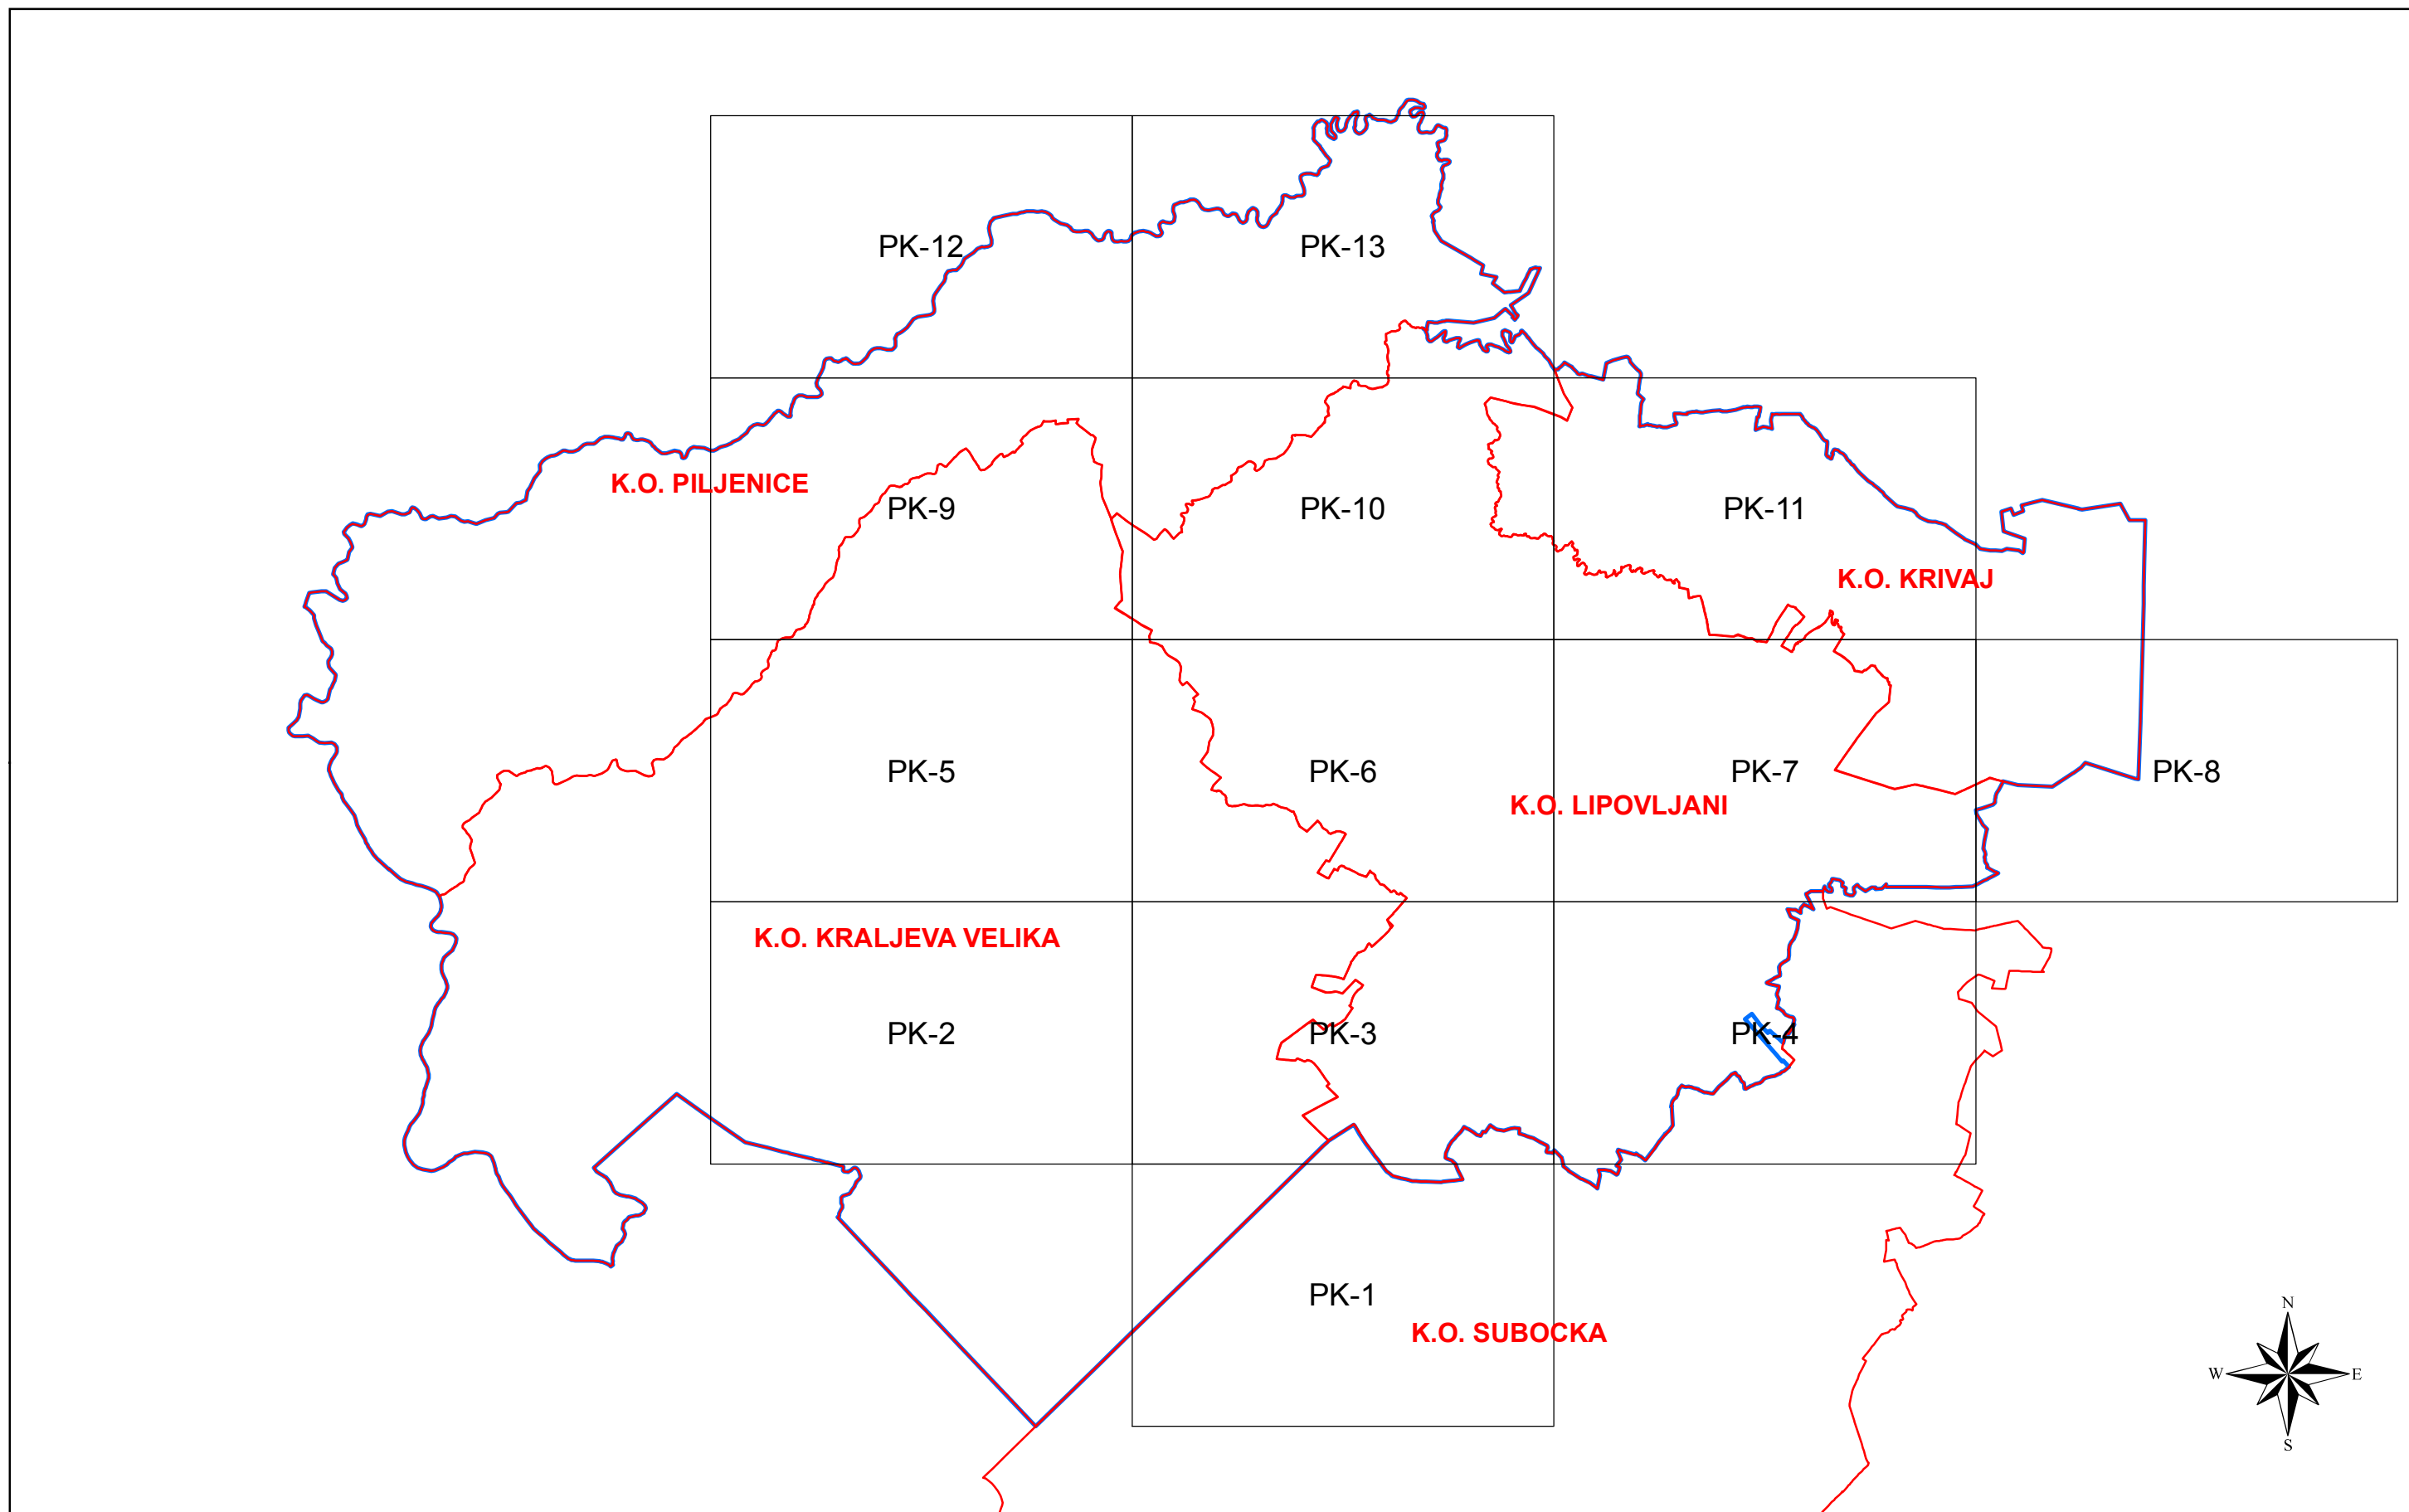 PK-12
PK-13
K.O. PILJENICE
PK-9
PK-10
PK-11
K.O. KRIVAJ
PK-5
PK-6
PK-7
PK-8
K.O. LIPOVLJANI
K.O. KRALJEVA VELIKA
PK-2
PK-3
PK-4
PK-1
K.O. SUBOCKA
N
W
E
S